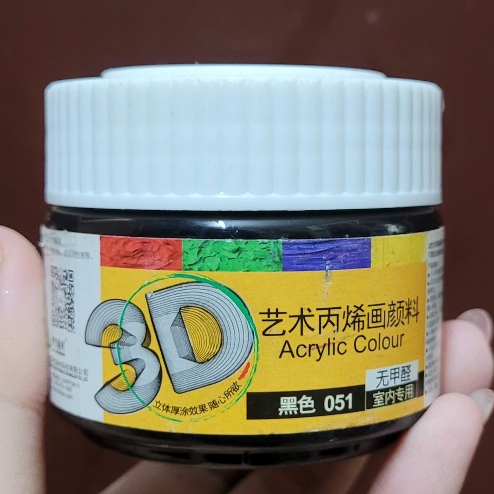 3D
艺术丙烯画颜料
Acrylic Colour
立体厚涂效果 随心所欲
黑色 051
无甲醛
室内专用